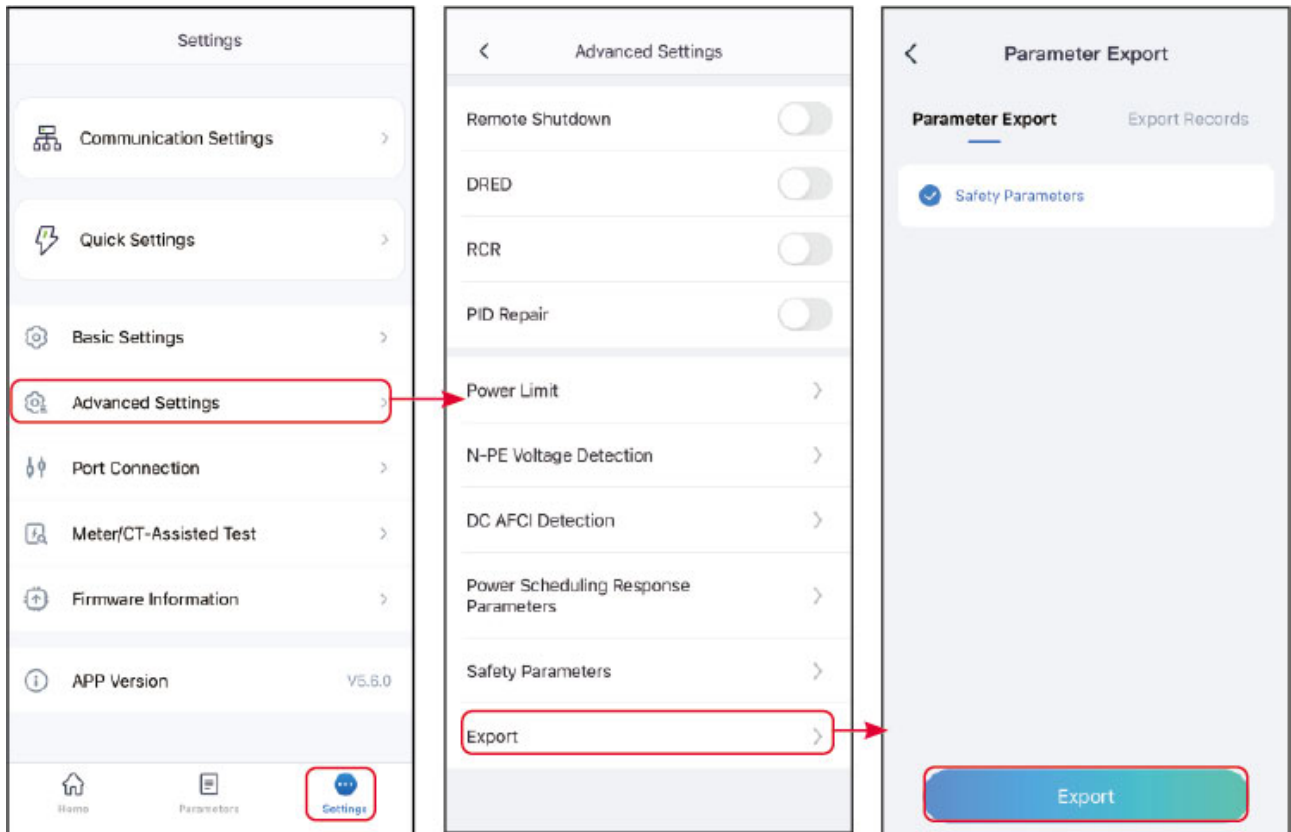 Settings
Communication Settings
Quick Settings
Basic Settings
Advanced Settings
Port Connection
Meter/CT-Assisted Test
Firmware Information
APP Version V5.6.0
Home Parameters Settings
Advanced Settings
Remote Shutdown
DRED
RCR
PID Repair
Power Limit
N-PE Voltage Detection
DC AFCI Detection
Power Scheduling Response
Parameters
Safety Parameters
Export
Parameter Export
Parameter Export Export Records
Safety Parameters
Export